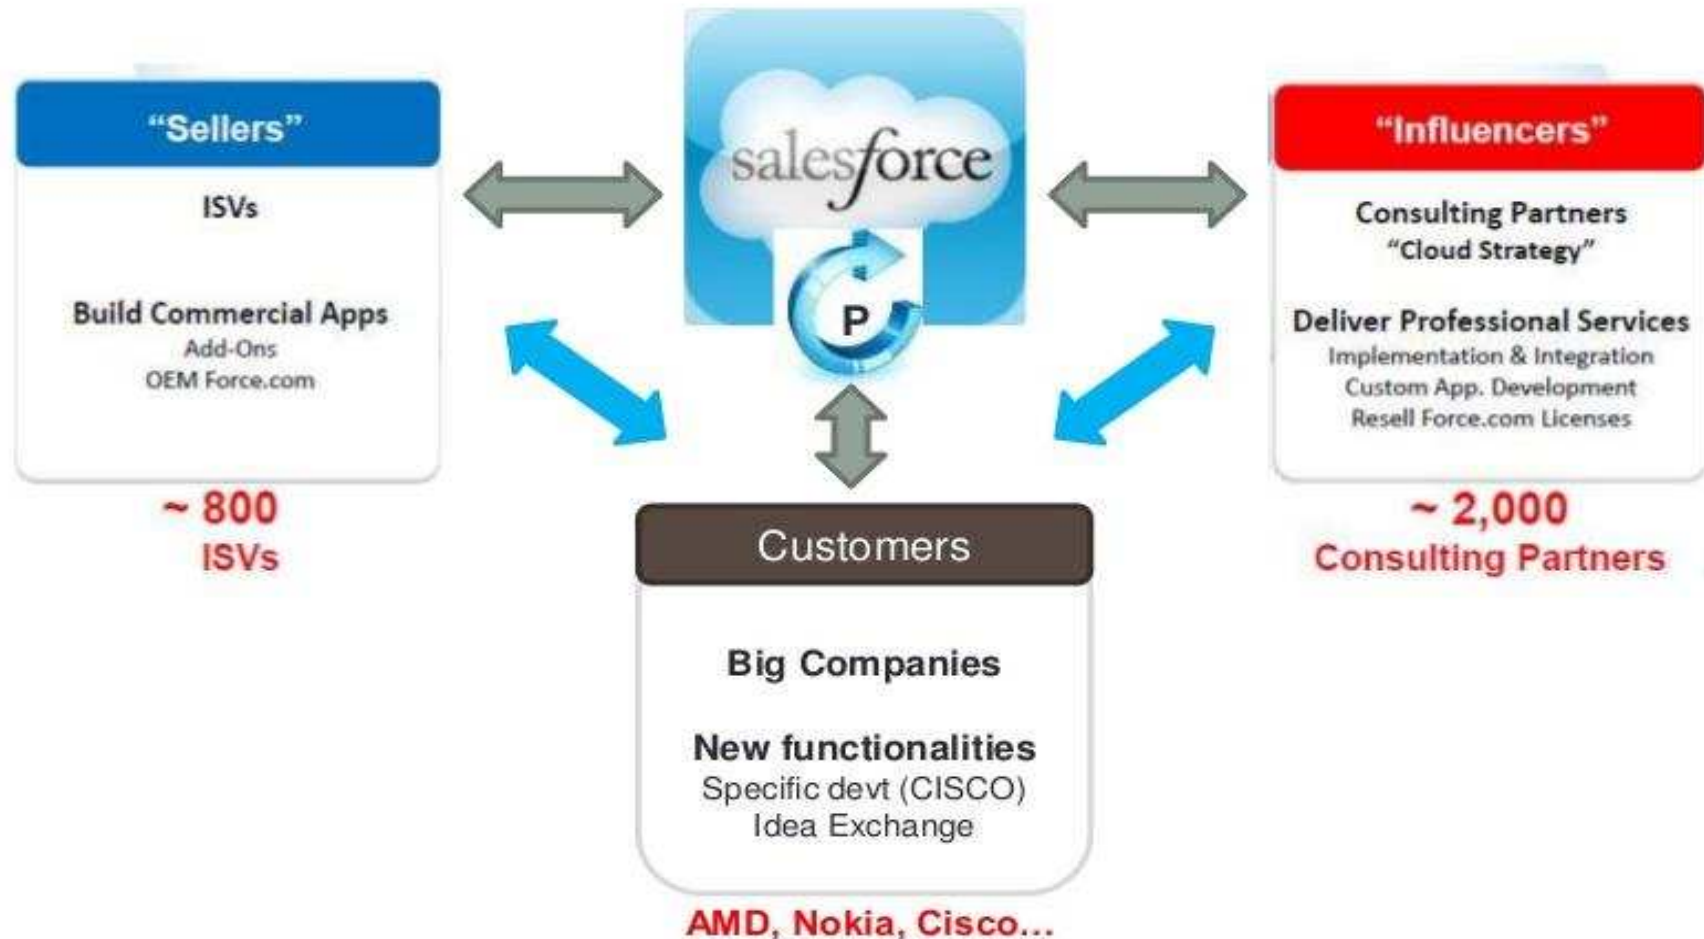 “Sellers”
ISVs
Build Commercial Apps
Add-Ons
OEM Force.com
~ 800
ISVs
salesforce
P
“Influencers”
Consulting Partners
“Cloud Strategy”
Deliver Professional Services
Implementation & Integration
Custom App. Development
Resell Force.com Licenses
~ 2,000
Consulting Partners
Customers
Big Companies
New functionalities
Specific devt (CISCO)
Idea Exchange
AMD, Nokia, Cisco...